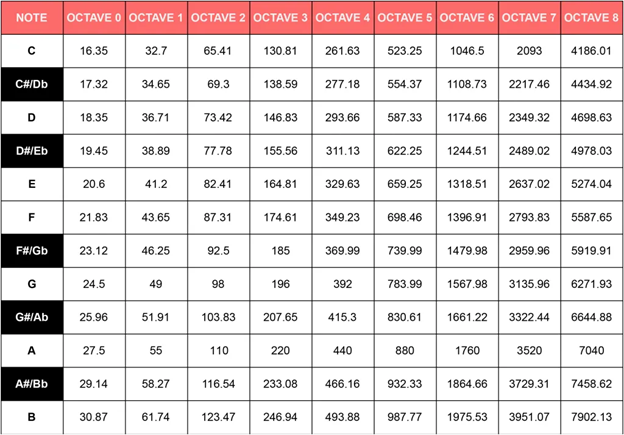 NOTE OCTAVE 0 OCTAVE 1 OCTAVE 2 OCTAVE 3 OCTAVE 4 OCTAVE 5 OCTAVE 6 OCTAVE 7 OCTAVE 8
C 16.35 32.7 65.41 130.81 261.63 523.25 1046.5 2093 4186.01
C#/Db 17.32 34.65 69.3 138.59 277.18 554.37 1108.73 2217.46 4434.92
D 18.35 36.71 73.42 146.83 293.66 587.33 1174.66 2349.32 4698.63
D#/Eb 19.45 38.89 77.78 155.56 311.13 622.25 1244.51 2489.02 4978.03
E 20.6 41.2 82.41 164.81 329.63 659.25 1318.51 2637.02 5274.04
F 21.83 43.65 87.31 174.61 349.23 698.46 1396.91 2793.83 5587.65
F#/Gb 23.12 46.25 92.5 185 369.99 739.99 1479.98 2959.96 5919.91
G 24.5 49 98 196 392 783.99 1567.98 3135.96 6271.93
G#/Ab 25.96 51.91 103.83 207.65 415.3 830.61 1661.22 3322.44 6644.88
A 27.5 55 110 220 440 880 1760 3520 7040
A#/Bb 29.14 58.27 116.54 233.08 466.16 932.33 1864.66 3729.31 7458.62
B 30.87 61.74 123.47 246.94 493.88 987.77 1975.53 3951.07 7902.13